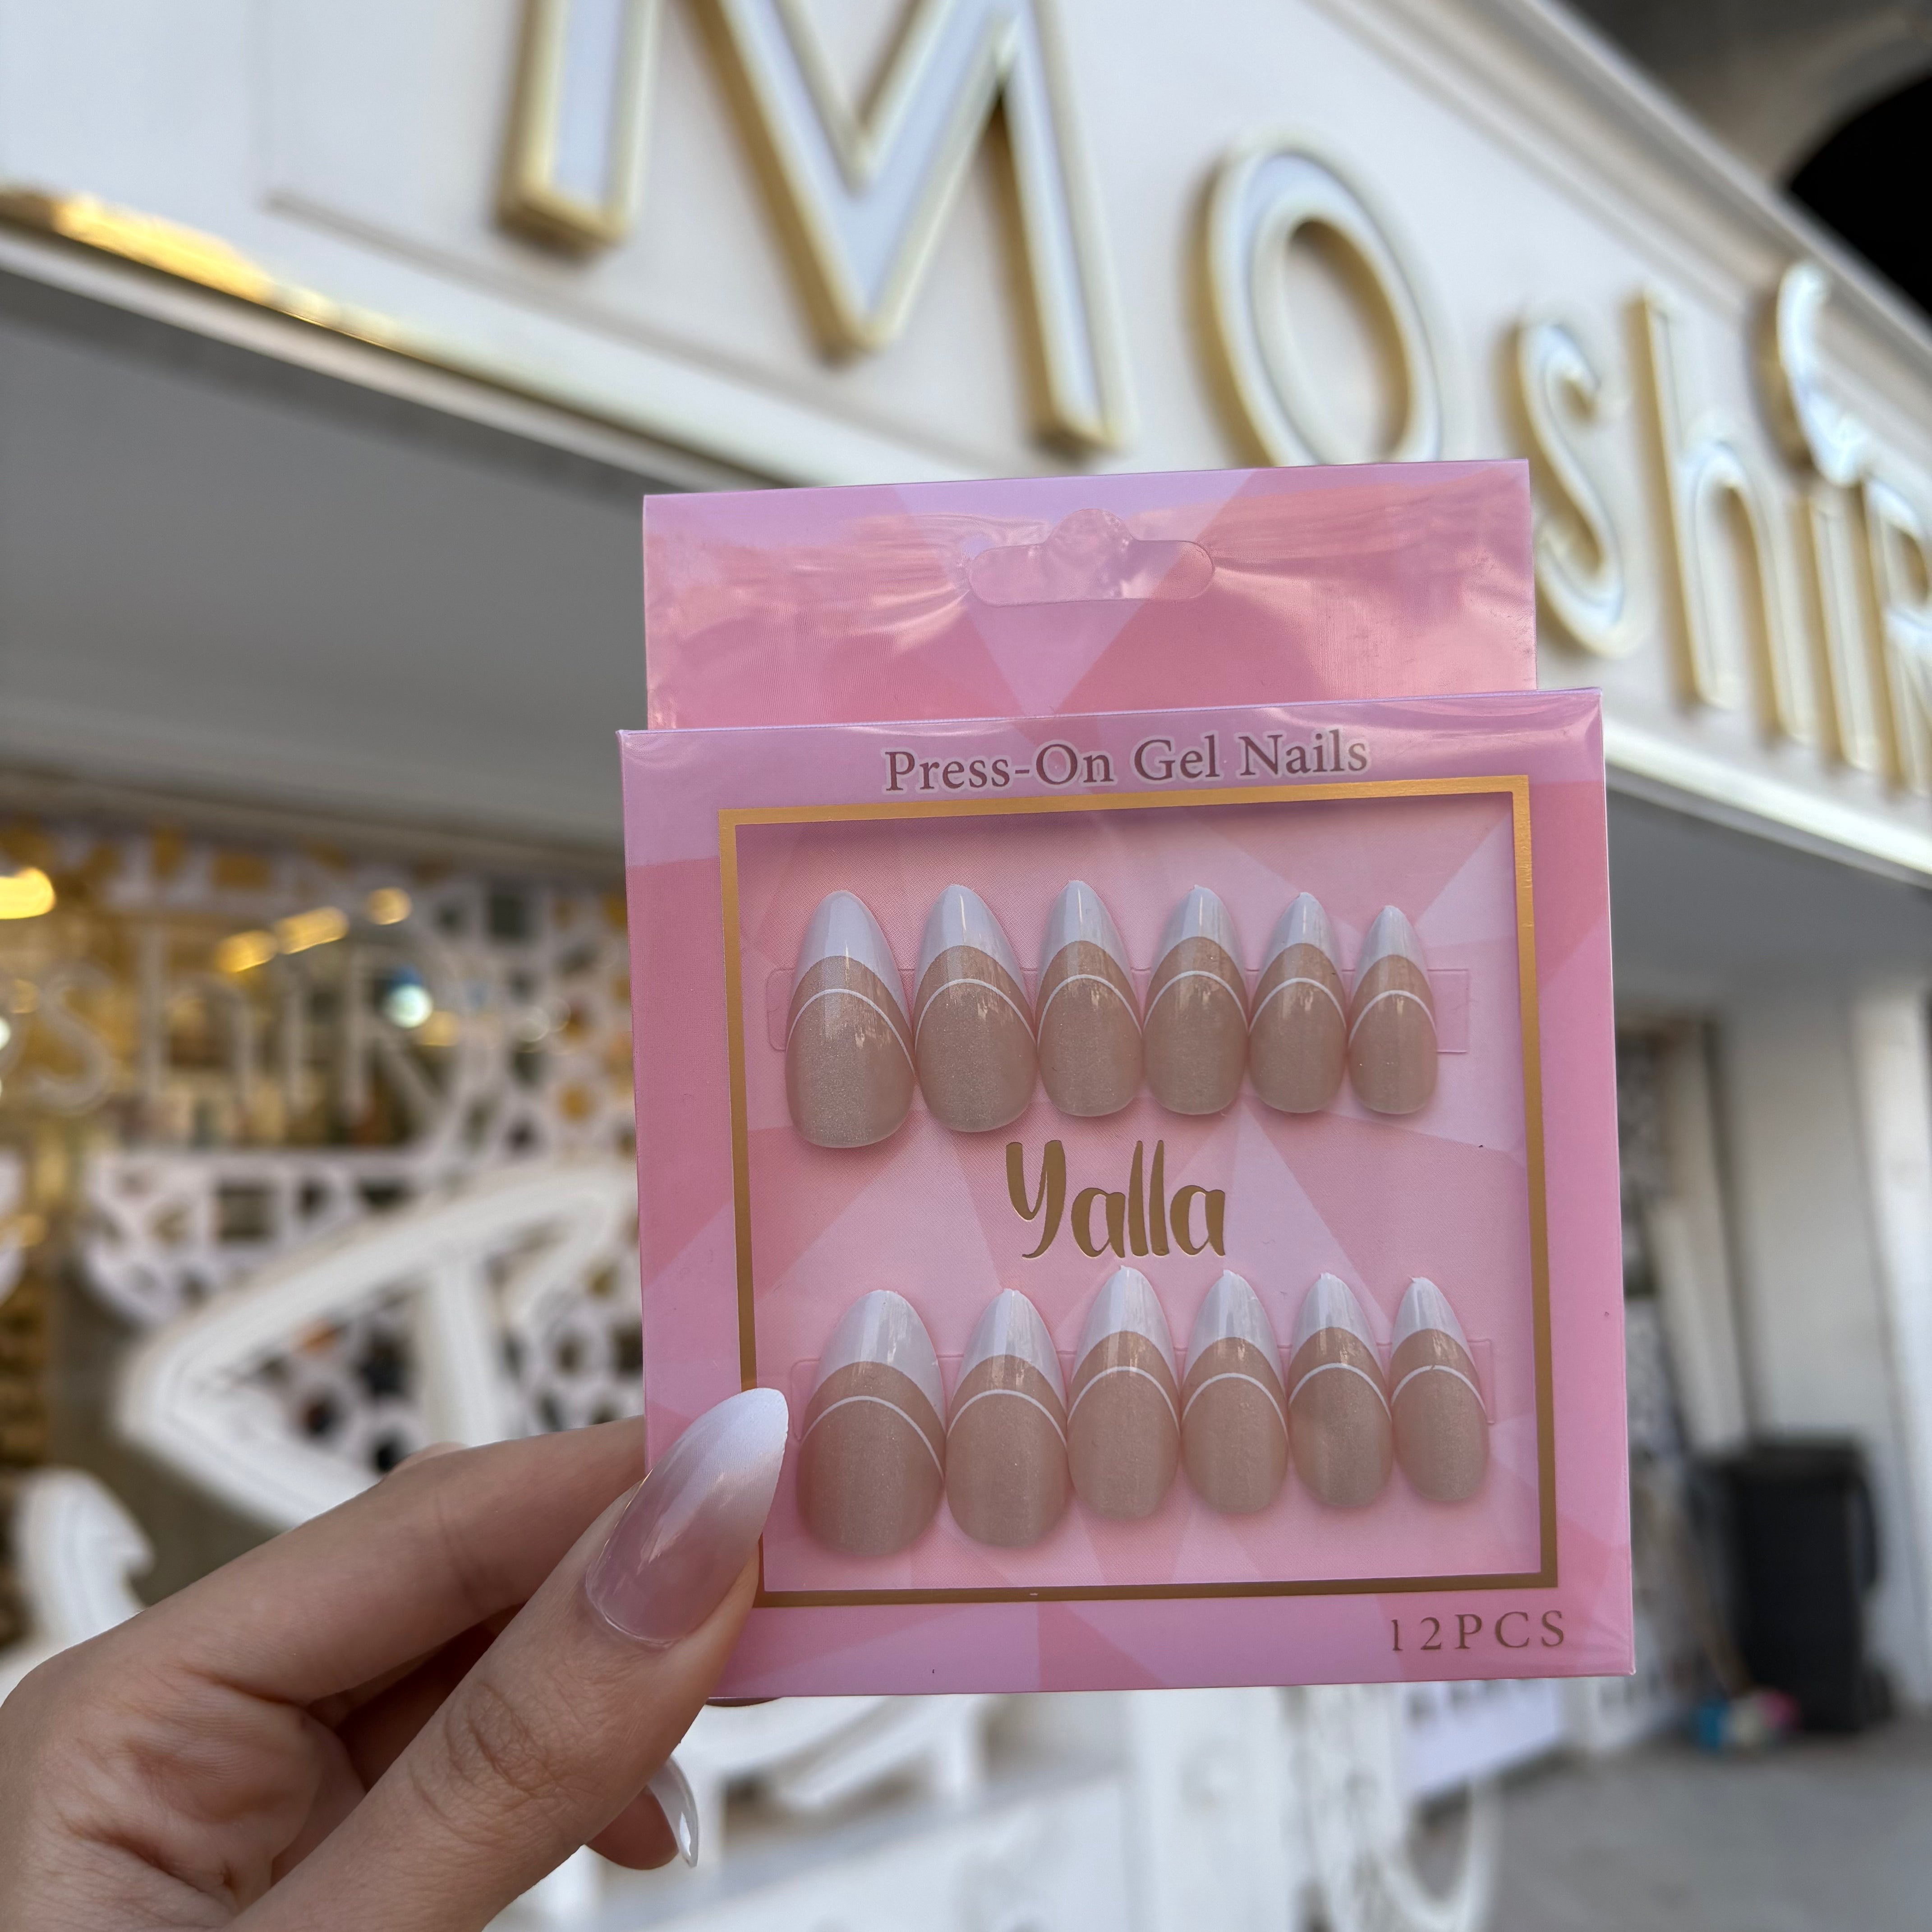 MoshiR
Press-On Gel Nails
Yalla
12PCS